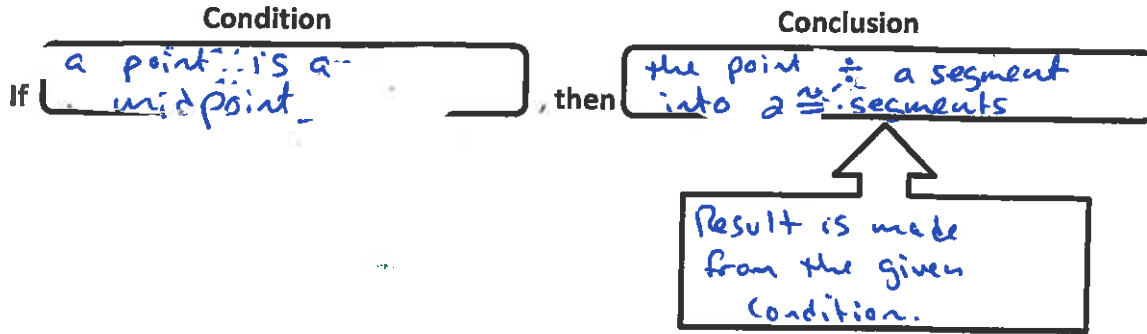 Condition
Conclusion
If
a point is a
midpoint
then
the point ÷ a segment
into 2 ≅ segments
Result is made
from the given
Condition.